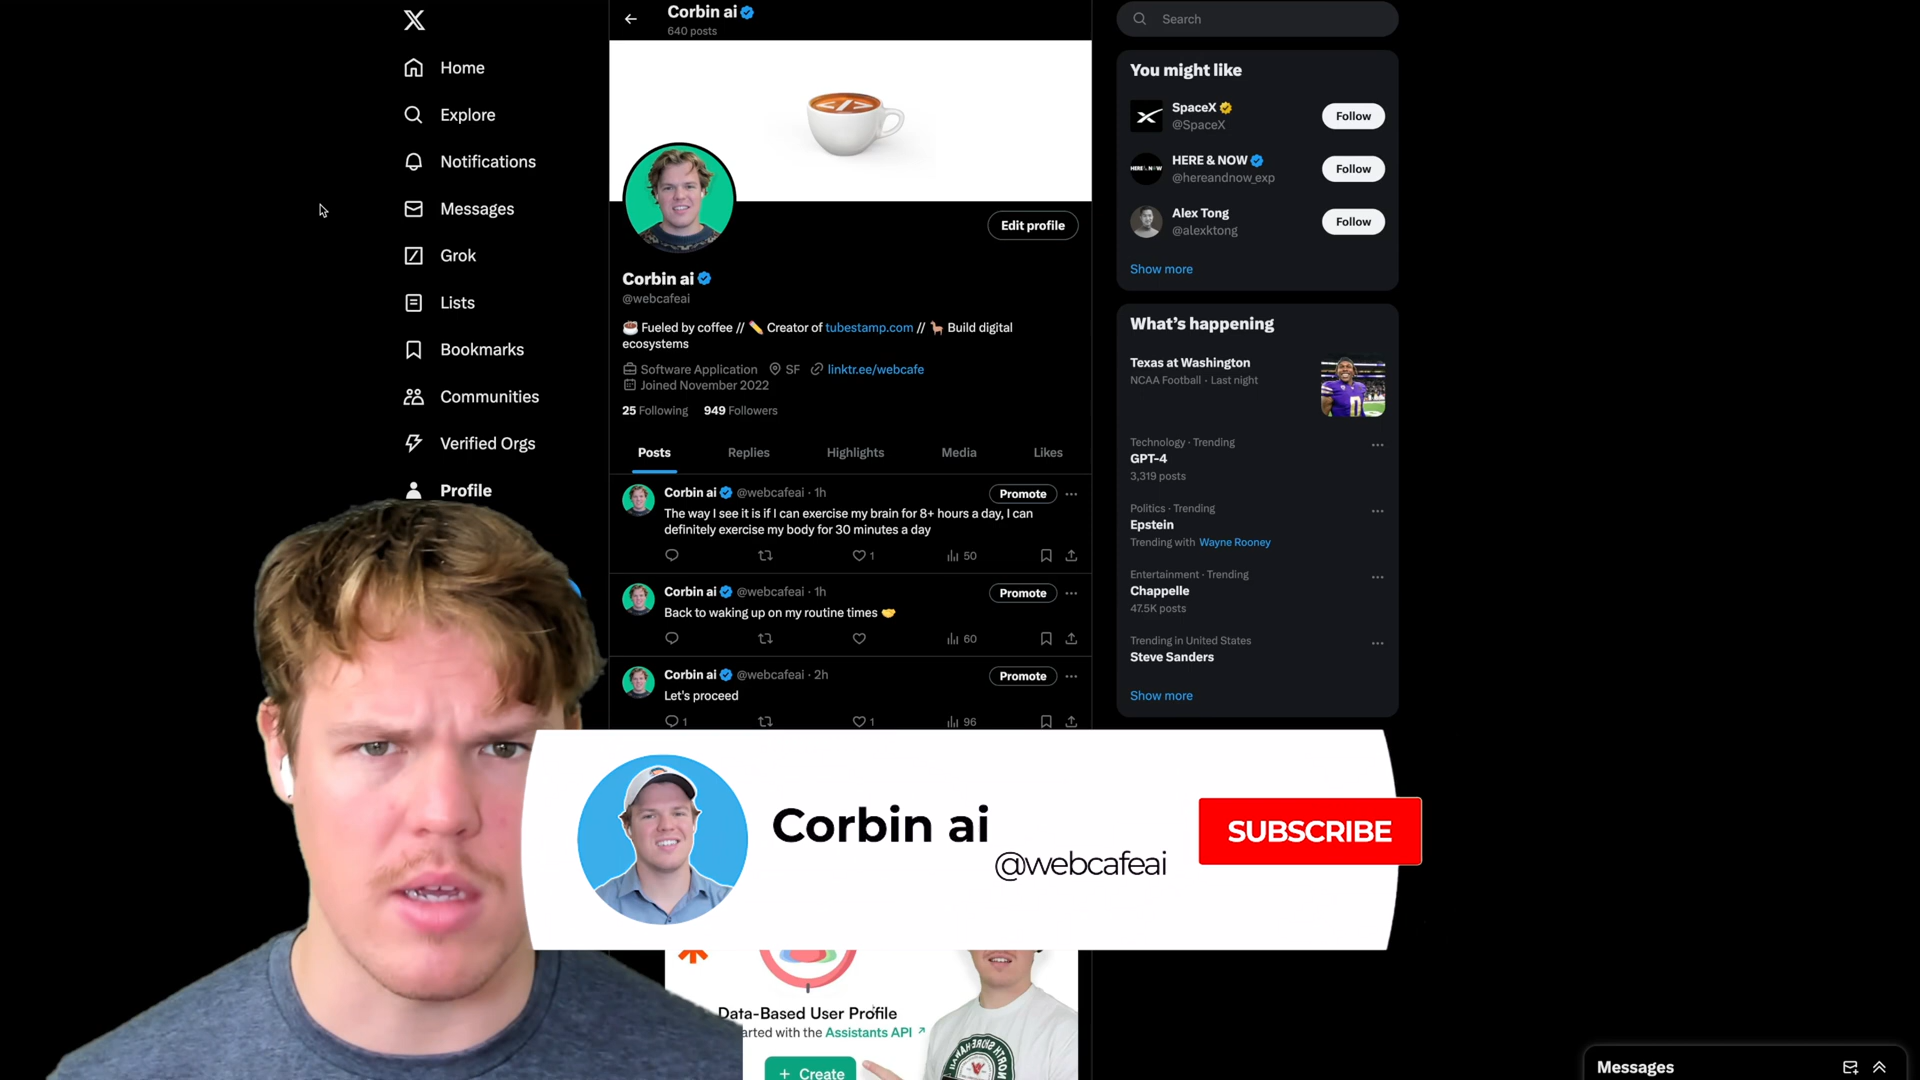 Corbin ai
640 posts
Home
Explore
Notifications
Messages
Grok
Lists
Bookmarks
Communities
Verified Orgs
Profile
</>
Edit profile
Corbin ai
@webcafeai
☕ Fueled by coffee // ✏️ Creator of tubestamp.com // 🦙 Build digital
ecosystems
Software Application SF linktr.ee/webcafe
Joined November 2022
25 Following 949 Followers
Posts Replies Highlights Media Likes
Corbin ai @webcafeai · 1h
Promote
The way I see it is if I can exercise my brain for 8+ hours a day, I can
definitely exercise my body for 30 minutes a day
1 50
Corbin ai @webcafeai · 1h
Promote
Back to waking up on my routine times 🤝
60
Corbin ai @webcafeai · 2h
Promote
Let's proceed
1 1 96
Search
You might like
SpaceX
@SpaceX
Follow
HERE & NOW
HERE & NOW
@hereandnow_exp
Follow
Alex Tong
@alexktong
Follow
Show more
What's happening
Texas at Washington
NCAA Football · Last night
Technology · Trending
GPT-4
3,319 posts
Politics · Trending
Epstein
Trending with Wayne Rooney
Entertainment · Trending
Chappelle
47.5K posts
Trending in United States
Steve Sanders
Show more
Corbin ai
@webcafeai
SUBSCRIBE
Data-Based User Profile
arted with the Assistants API ↗
+ Create
Messages